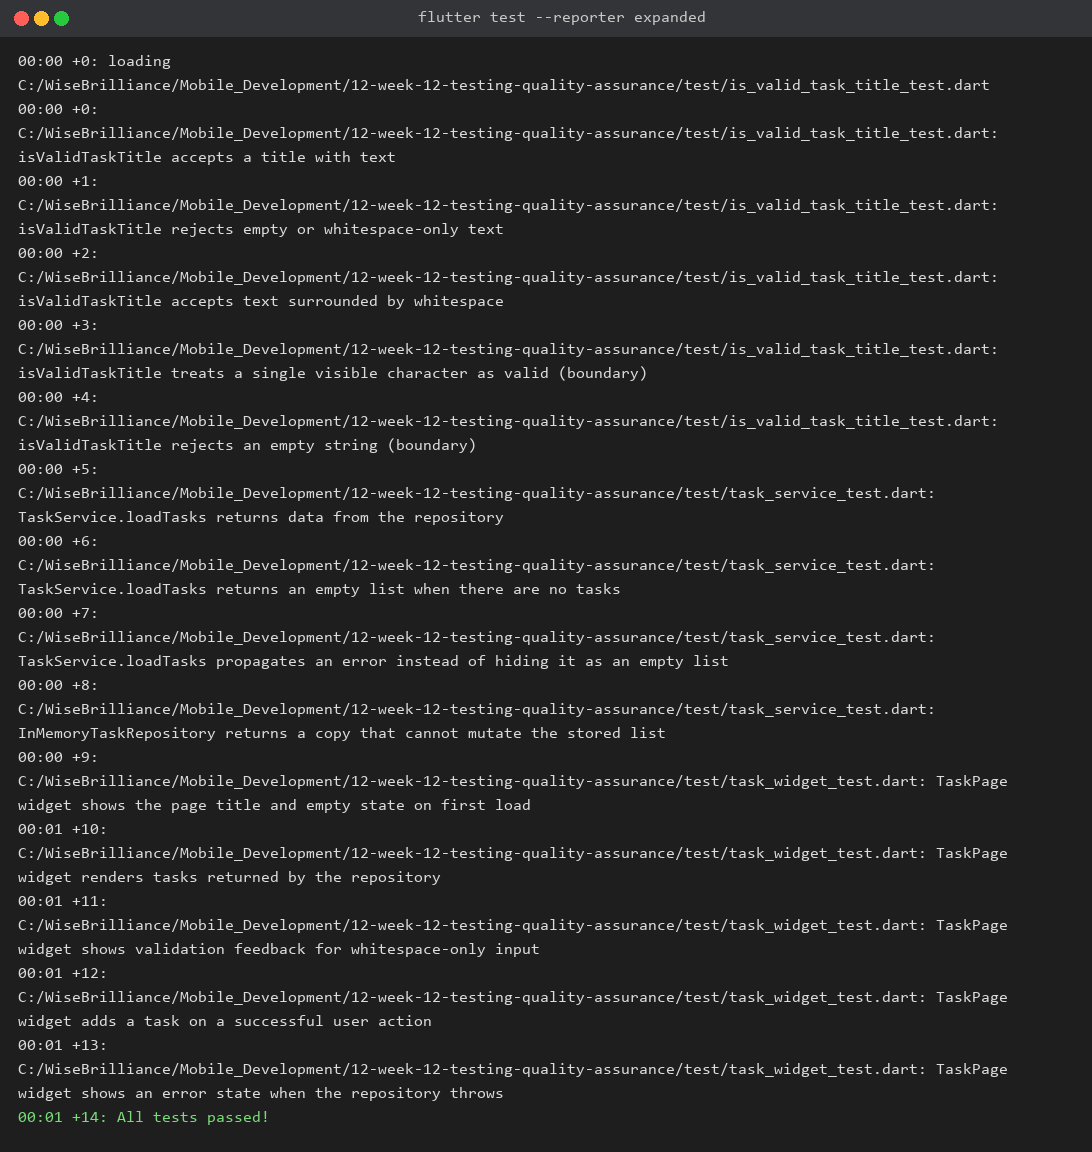 flutter test --reporter expanded
00:00 +0: loading
C:/WiseBrilliance/Mobile_Development/12-week-12-testing-quality-assurance/test/is_valid_task_title_test.dart
00:00 +0:
C:/WiseBrilliance/Mobile_Development/12-week-12-testing-quality-assurance/test/is_valid_task_title_test.dart:
isValidTaskTitle accepts a title with text
00:00 +1:
C:/WiseBrilliance/Mobile_Development/12-week-12-testing-quality-assurance/test/is_valid_task_title_test.dart:
isValidTaskTitle rejects empty or whitespace-only text
00:00 +2:
C:/WiseBrilliance/Mobile_Development/12-week-12-testing-quality-assurance/test/is_valid_task_title_test.dart:
isValidTaskTitle accepts text surrounded by whitespace
00:00 +3:
C:/WiseBrilliance/Mobile_Development/12-week-12-testing-quality-assurance/test/is_valid_task_title_test.dart:
isValidTaskTitle treats a single visible character as valid (boundary)
00:00 +4:
C:/WiseBrilliance/Mobile_Development/12-week-12-testing-quality-assurance/test/is_valid_task_title_test.dart:
isValidTaskTitle rejects an empty string (boundary)
00:00 +5:
C:/WiseBrilliance/Mobile_Development/12-week-12-testing-quality-assurance/test/task_service_test.dart:
TaskService.loadTasks returns data from the repository
00:00 +6:
C:/WiseBrilliance/Mobile_Development/12-week-12-testing-quality-assurance/test/task_service_test.dart:
TaskService.loadTasks returns an empty list when there are no tasks
00:00 +7:
C:/WiseBrilliance/Mobile_Development/12-week-12-testing-quality-assurance/test/task_service_test.dart:
TaskService.loadTasks propagates an error instead of hiding it as an empty list
00:00 +8:
C:/WiseBrilliance/Mobile_Development/12-week-12-testing-quality-assurance/test/task_service_test.dart:
InMemoryTaskRepository returns a copy that cannot mutate the stored list
00:00 +9:
C:/WiseBrilliance/Mobile_Development/12-week-12-testing-quality-assurance/test/task_widget_test.dart: TaskPage
widget shows the page title and empty state on first load
00:01 +10:
C:/WiseBrilliance/Mobile_Development/12-week-12-testing-quality-assurance/test/task_widget_test.dart: TaskPage
widget renders tasks returned by the repository
00:01 +11:
C:/WiseBrilliance/Mobile_Development/12-week-12-testing-quality-assurance/test/task_widget_test.dart: TaskPage
widget shows validation feedback for whitespace-only input
00:01 +12:
C:/WiseBrilliance/Mobile_Development/12-week-12-testing-quality-assurance/test/task_widget_test.dart: TaskPage
widget adds a task on a successful user action
00:01 +13:
C:/WiseBrilliance/Mobile_Development/12-week-12-testing-quality-assurance/test/task_widget_test.dart: TaskPage
widget shows an error state when the repository throws
00:01 +14: All tests passed!